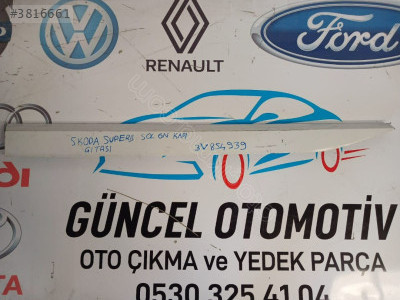 #3816661
RENAULT
Ford
SKODA SUPERB SOL ÖN KAPI
ÇITASI
3V854939
GÜNCEL OTOMOTİV
OTO ÇIKMA ve YEDEK PARÇA
0530 325 41 04